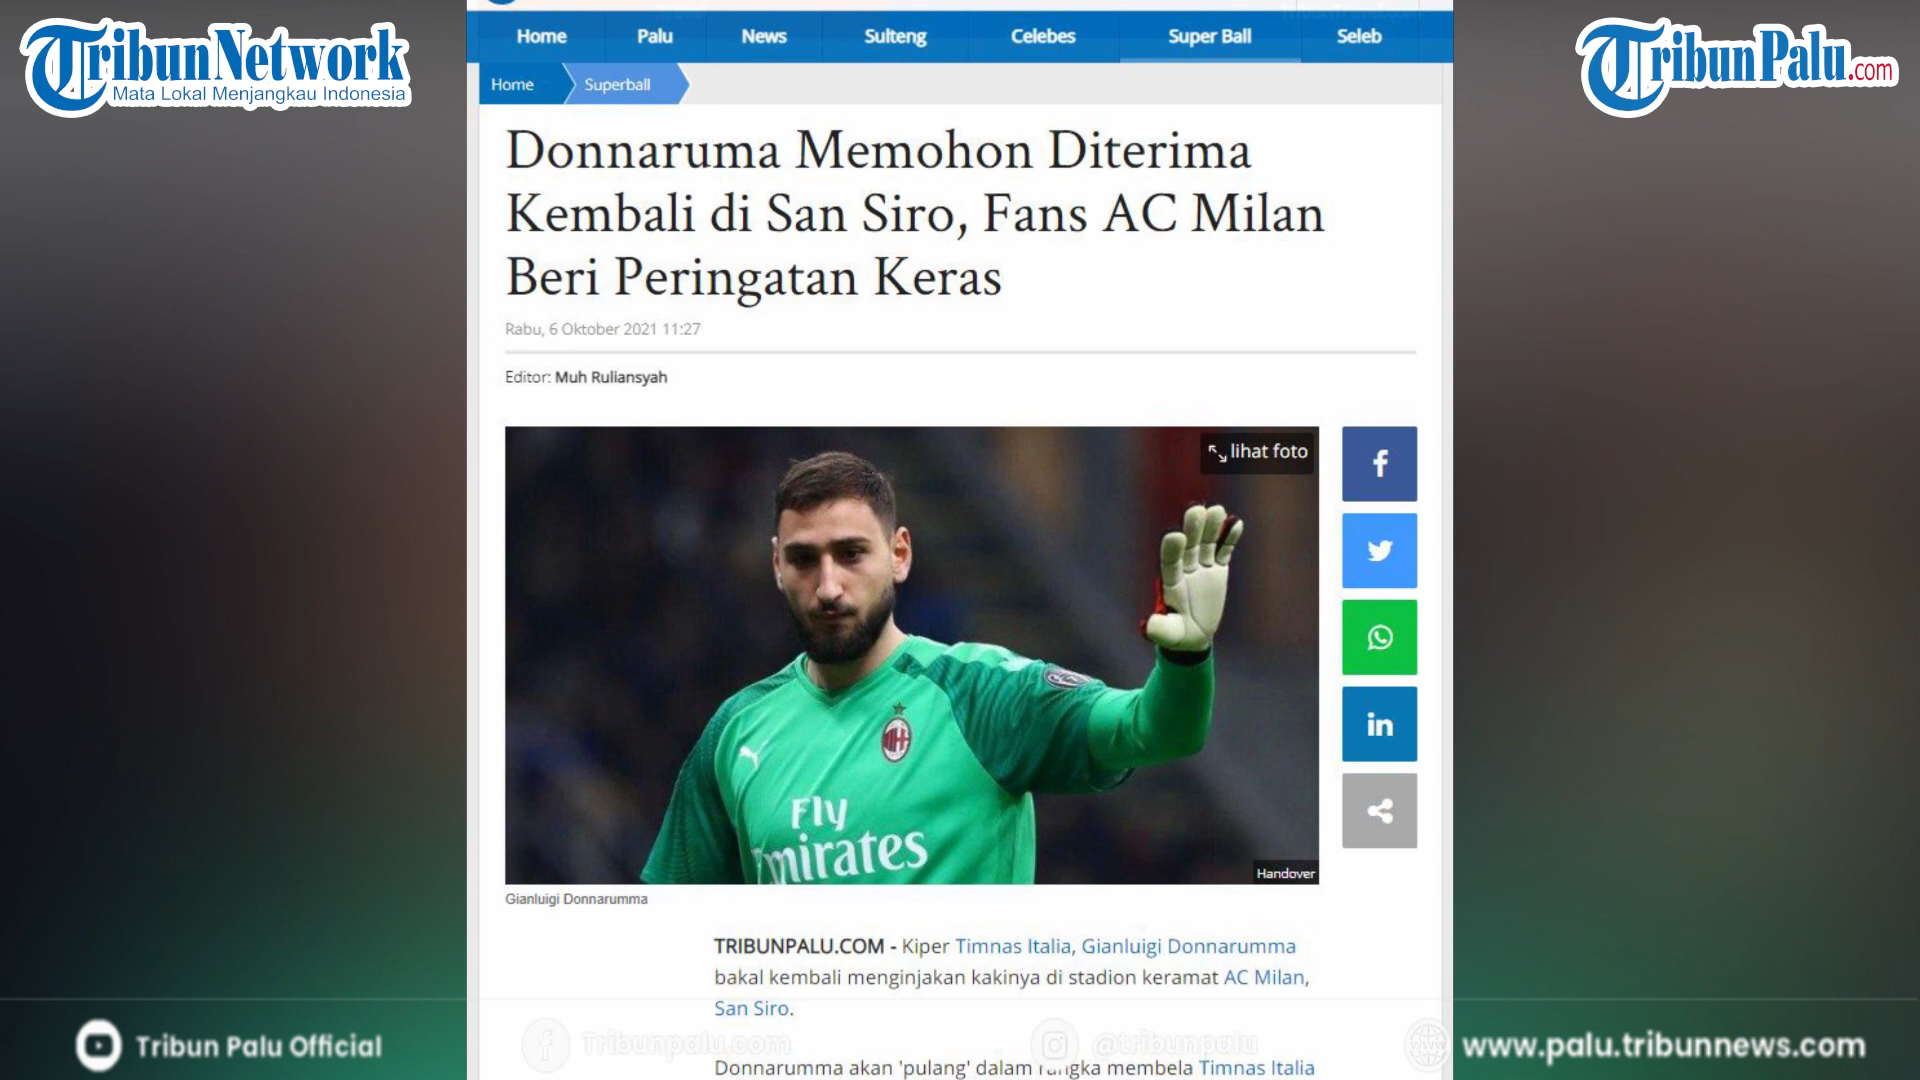 TribunNetwork
Mata Lokal Menjangkau Indonesia
TribunPalu.com
Home Palu News Sulteng Celebes Super Ball Seleb
Home Superball
Donnaruma Memohon Diterima
Kembali di San Siro, Fans AC Milan
Beri Peringatan Keras
Rabu, 6 Oktober 2021 11:27
Editor: Muh Ruliansyah
lihat foto
Fly
Emirates
Handover
Gianluigi Donnarumma
TRIBUNPALU.COM - Kiper Timnas Italia, Gianluigi Donnarumma
bakal kembali menginjakan kakinya di stadion keramat AC Milan,
San Siro.
Tribun Palu Official
Tribunpalu.com
@tribunpalu
www.palu.tribunnews.com
Donnarumma akan 'pulang' dalam rangka membela Timnas Italia